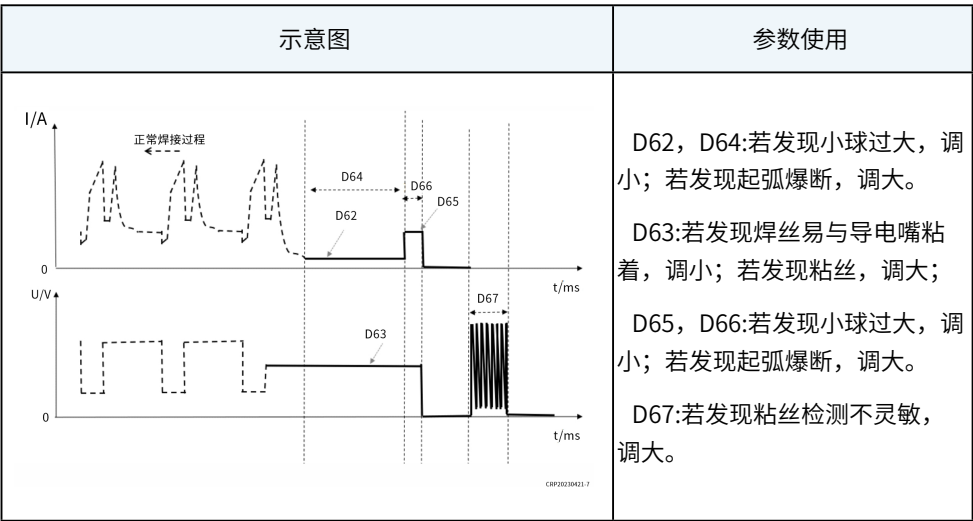 示意图
参数使用
I/A
正常焊接过程
D64
D66
D62
D65
0
t/ms
U/V
D67
D63
0
t/ms
CRP20230421-7
D62，D64:若发现小球过大，调
小；若发现起弧爆断，调大。
D63:若发现焊丝易与导电嘴粘
着，调小；若发现粘丝，调大；
D65，D66:若发现小球过大，调
小；若发现起弧爆断，调大。
D67:若发现粘丝检测不灵敏，
调大。